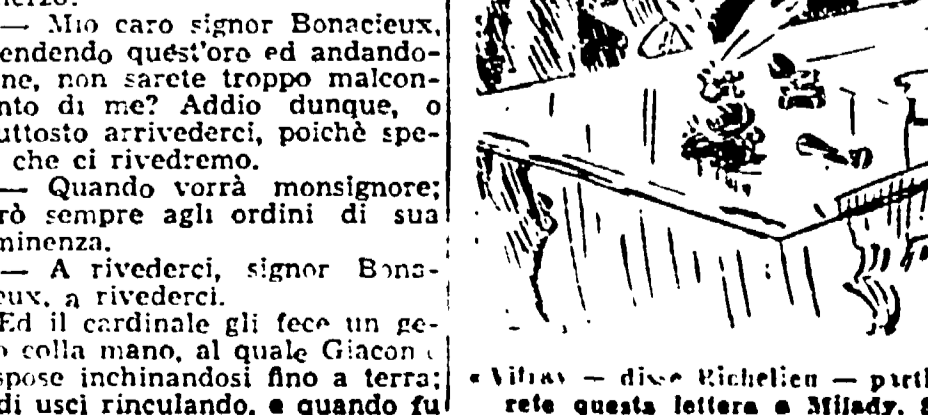 — Mio caro signor Bonacieux,
endendo quest'oro ed andando-
ne, non sarete troppo malcon-
nto di me? Addio dunque, o
uttosto arrivederci, poichè spe-
che ci rivedremo.
— Quando vorrà monsignore;
rò sempre agli ordini di sua
minenza.
— A rivederci, signor Bona-
eux, a rivederci.
Ed il cardinale gli fece un ge-
o colla mano, al quale Giacon
spose inchinandosi fino a terra;
di uscì rinculando, e quando fu
« Vitray — disse Richelieu — parti
rete questa lettera a Milady.